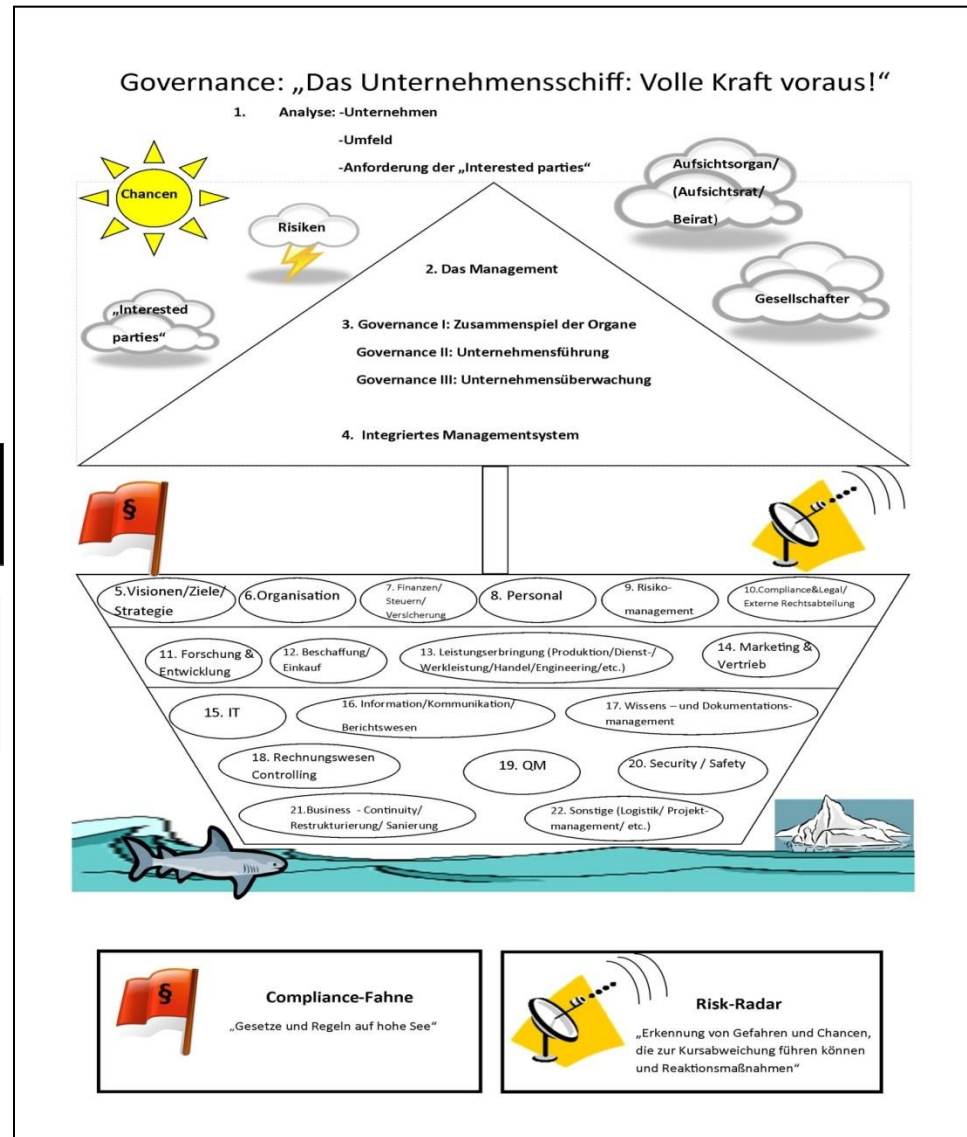 Governance: „Das Unternehmensschiff: Volle Kraft voraus!“
1. Analyse: -Unternehmen
-Umfeld
-Anforderung der „Interested parties“
Chancen
Risiken
„Interested
parties“
Aufsichtsorgan/
(Aufsichtsrat/
Beirat)
Gesellschafter
2. Das Management
3. Governance I: Zusammenspiel der Organe
Governance II: Unternehmensführung
Governance III: Unternehmensüberwachung
4. Integriertes Managementsystem
§
5.Visionen/Ziele/
Strategie
6.Organisation
7. Finanzen/
Steuern/
Versicherung
8. Personal
9. Risiko-
management
10.Compliance&Legal/
Externe Rechtsabteilung
11. Forschung &
Entwicklung
12. Beschaffung/
Einkauf
13. Leistungserbringung (Produktion/Dienst-/
Werkleistung/Handel/Engineering/etc.)
14. Marketing &
Vertrieb
15. IT
16. Information/Kommunikation/
Berichtswesen
17. Wissens – und Dokumentations-
management
18. Rechnungswesen
Controlling
19. QM
20. Security / Safety
21.Business - Continuity/
Restrukturierung/ Sanierung
22. Sonstige (Logistik/ Projekt-
management/ etc.)
§
Compliance-Fahne
„Gesetze und Regeln auf hohe See“
Risk-Radar
„Erkennung von Gefahren und Chancen,
die zur Kursabweichung führen können
und Reaktionsmaßnahmen“